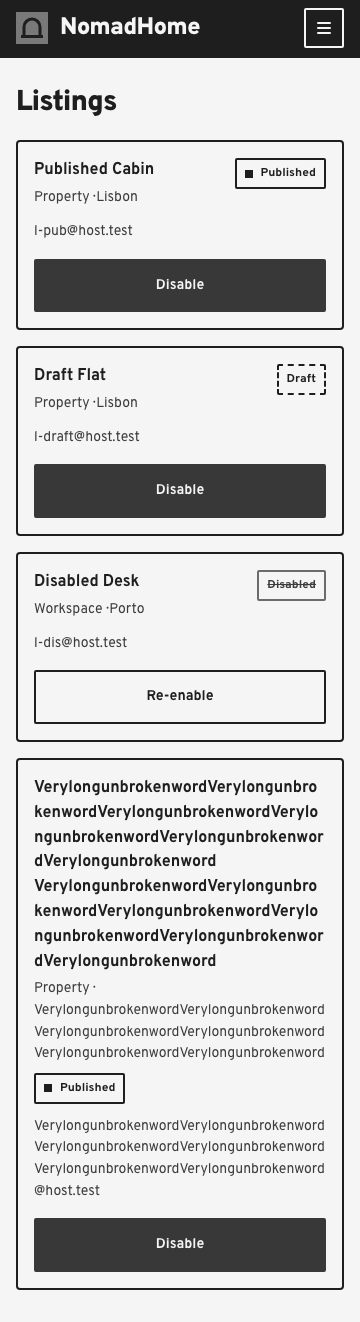 NomadHome
Listings
Published Cabin
Published
Property ·Lisbon
l-pub@host.test
Disable
Draft Flat
Draft
Property ·Lisbon
l-draft@host.test
Disable
Disabled Desk
Disabled
Workspace ·Porto
l-dis@host.test
Re-enable
VerylongunbrokenwordVerylongunbro
kenwordVerylongunbrokenwordVerylo
ngunbrokenwordVerylongunbrokenwor
dVerylongunbrokenword
VerylongunbrokenwordVerylongunbro
kenwordVerylongunbrokenwordVerylo
ngunbrokenwordVerylongunbrokenwor
dVerylongunbrokenword
Property ·
VerylongunbrokenwordVerylongunbrokenword
VerylongunbrokenwordVerylongunbrokenword
VerylongunbrokenwordVerylongunbrokenword
Published
VerylongunbrokenwordVerylongunbrokenword
VerylongunbrokenwordVerylongunbrokenword
VerylongunbrokenwordVerylongunbrokenword
@host.test
Disable